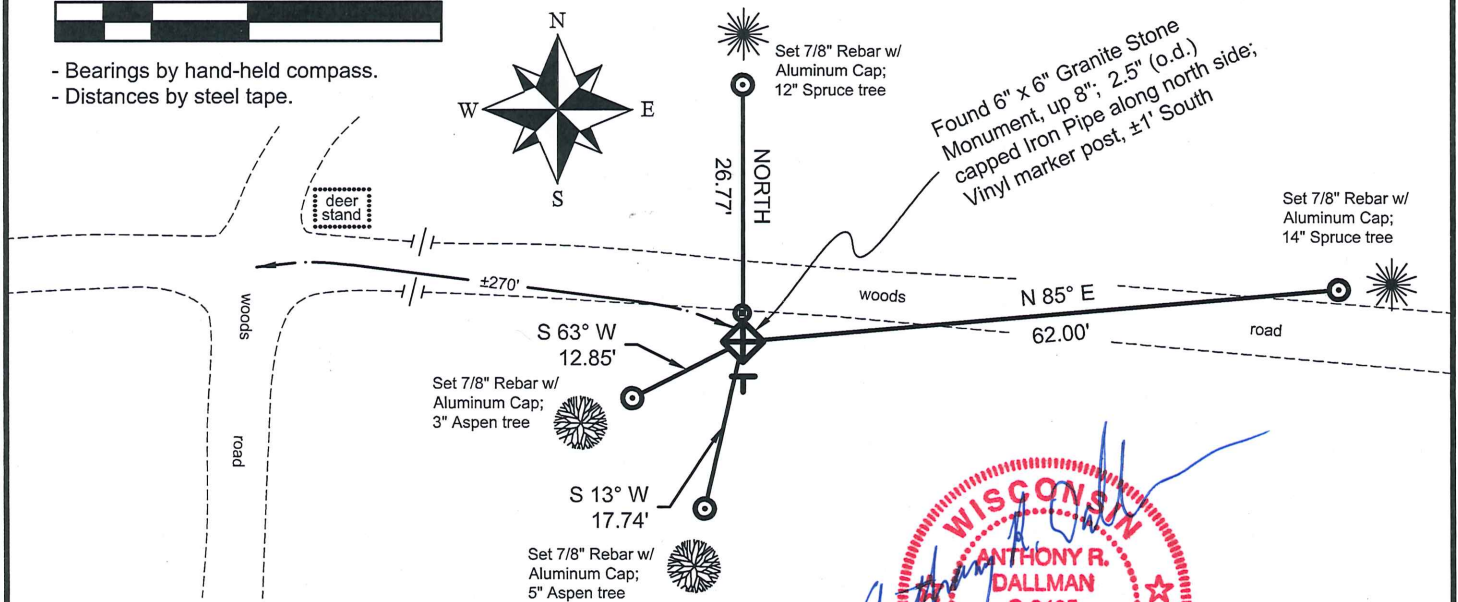 - Bearings by hand-held compass.
- Distances by steel tape.
N
W
E
S
Set 7/8" Rebar w/
Aluminum Cap;
12" Spruce tree
Found 6" x 6" Granite Stone
Monument, up 8"; 2.5" (o.d.)
capped Iron Pipe along north side;
Vinyl marker post, ±1' South
NORTH
26.77'
deer
stand
Set 7/8" Rebar w/
Aluminum Cap;
14" Spruce tree
±270'
woods
N 85° E
62.00'
road
woods
road
S 63° W
12.85'
Set 7/8" Rebar w/
Aluminum Cap;
3" Aspen tree
S 13° W
17.74'
Set 7/8" Rebar w/
Aluminum Cap;
5" Aspen tree
WISCONSIN
ANTHONY R.
DALLMAN